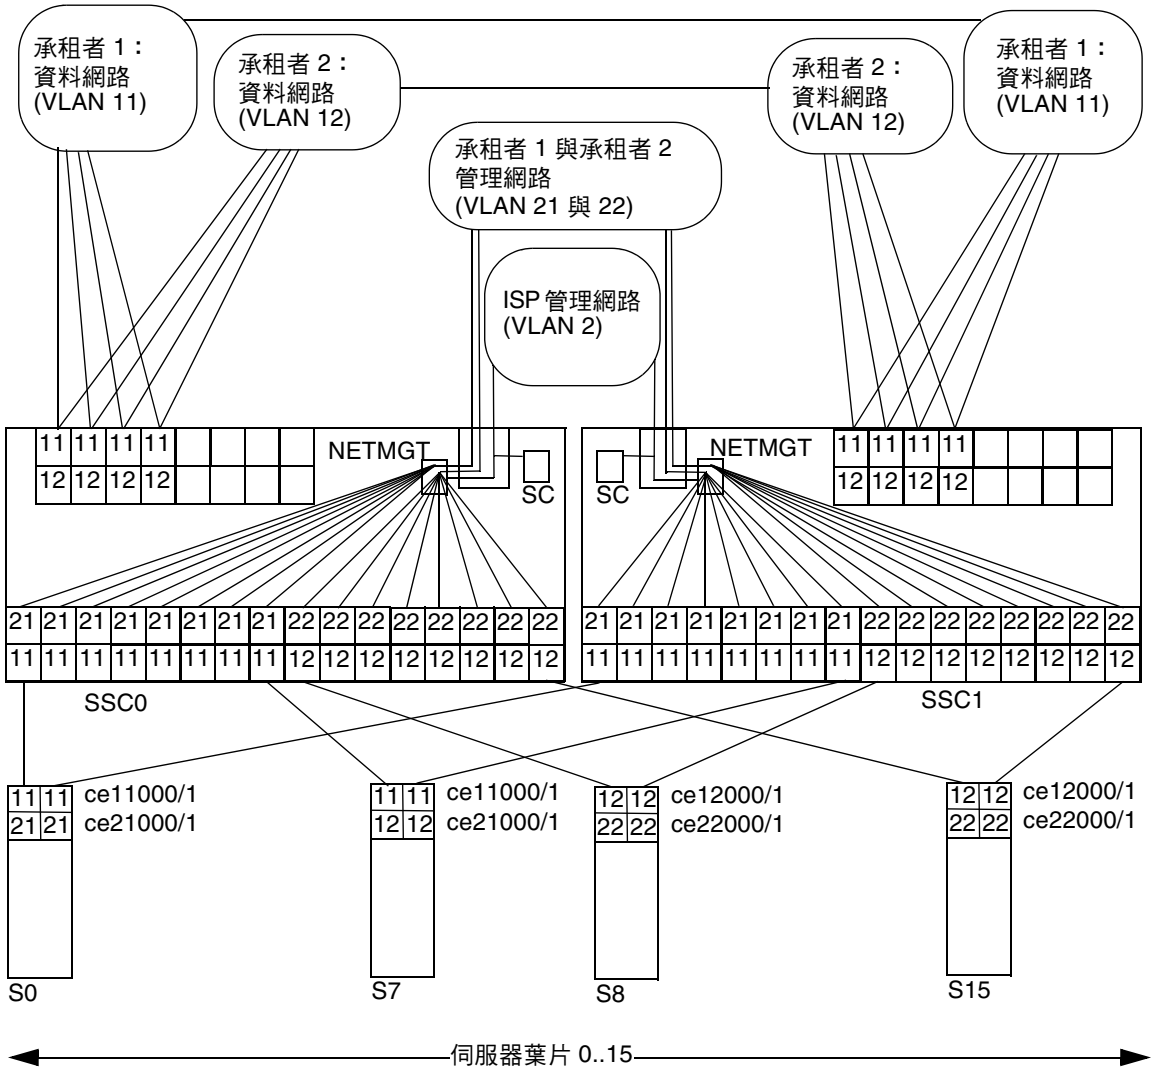 承租者 1：
資料網路
(VLAN 11)
承租者 2：
資料網路
(VLAN 12)
承租者 2：
資料網路
(VLAN 12)
承租者 1：
資料網路
(VLAN 11)
承租者 1 與承租者 2
管理網路
(VLAN 21 與 22)
ISP 管理網路
(VLAN 2)
11 11 11 11
12 12 12 12
NETMGT
SC
SC
NETMGT
11 11 11 11
12 12 12 12
21 21 21 21 21 21 21 21 22 22 22 22 22 22 22 22
11 11 11 11 11 11 11 11 12 12 12 12 12 12 12 12
SSC0
21 21 21 21 21 21 21 21 22 22 22 22 22 22 22 22
11 11 11 11 11 11 11 11 12 12 12 12 12 12 12 12
SSC1
11 11 ce11000/1
21 21 ce21000/1
S0
11 11 ce11000/1
12 12 ce21000/1
S7
12 12 ce12000/1
22 22 ce22000/1
S8
12 12 ce12000/1
22 22 ce22000/1
S15
伺服器葉片 0..15